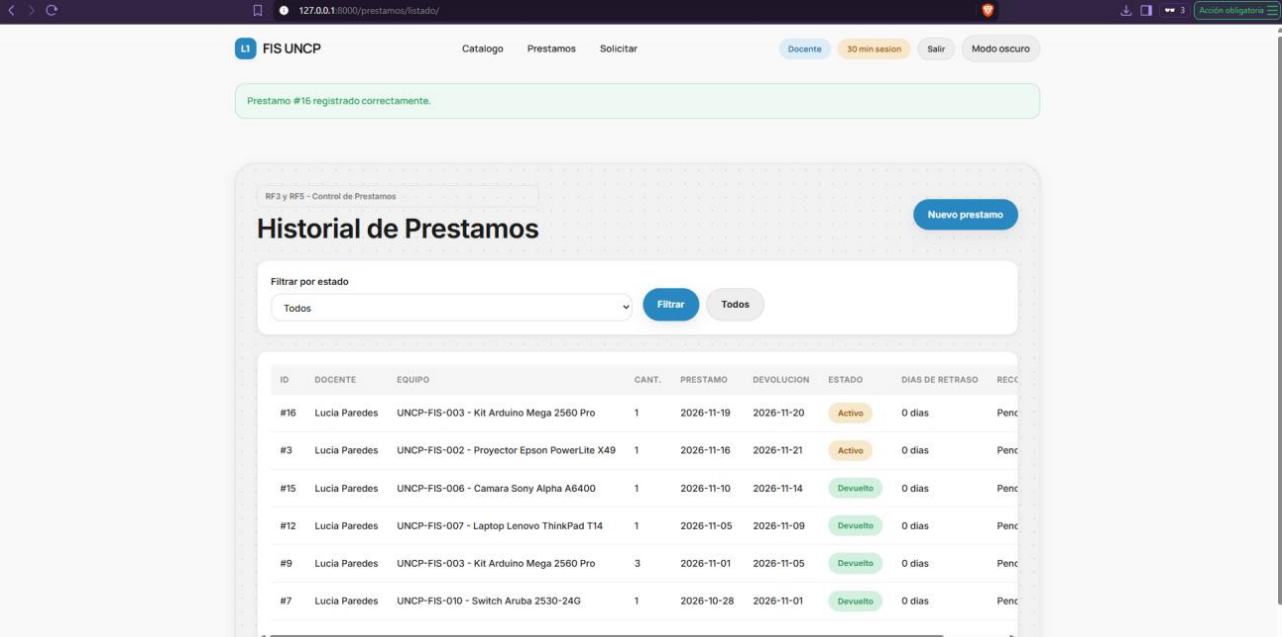 127.0.0.1:8000/prestamos/listado/
3
Acción obligatoria
L1 FIS UNCP
Catalogo Prestamos Solicitar
Docente 30 min sesion Salir Modo oscuro
Prestamo #16 registrado correctamente.
RF3 y RF5 - Control de Prestamos
Historial de Prestamos
Nuevo prestamo
Filtrar por estado
Todos Filtrar Todos
ID DOCENTE EQUIPO CANT. PRESTAMO DEVOLUCION ESTADO DIAS DE RETRASO RECO
#16 Lucia Paredes UNCP-FIS-003 - Kit Arduino Mega 2560 Pro 1 2026-11-19 2026-11-20 Activo 0 dias Pend
#3 Lucia Paredes UNCP-FIS-002 - Proyector Epson PowerLite X49 1 2026-11-16 2026-11-21 Activo 0 dias Pend
#15 Lucia Paredes UNCP-FIS-006 - Camara Sony Alpha A6400 1 2026-11-10 2026-11-14 Devuelto 0 dias Pend
#12 Lucia Paredes UNCP-FIS-007 - Laptop Lenovo ThinkPad T14 1 2026-11-05 2026-11-09 Devuelto 0 dias Pend
#9 Lucia Paredes UNCP-FIS-003 - Kit Arduino Mega 2560 Pro 3 2026-11-01 2026-11-05 Devuelto 0 dias Pend
#7 Lucia Paredes UNCP-FIS-010 - Switch Aruba 2530-24G 1 2026-10-28 2026-11-01 Devuelto 0 dias Pend